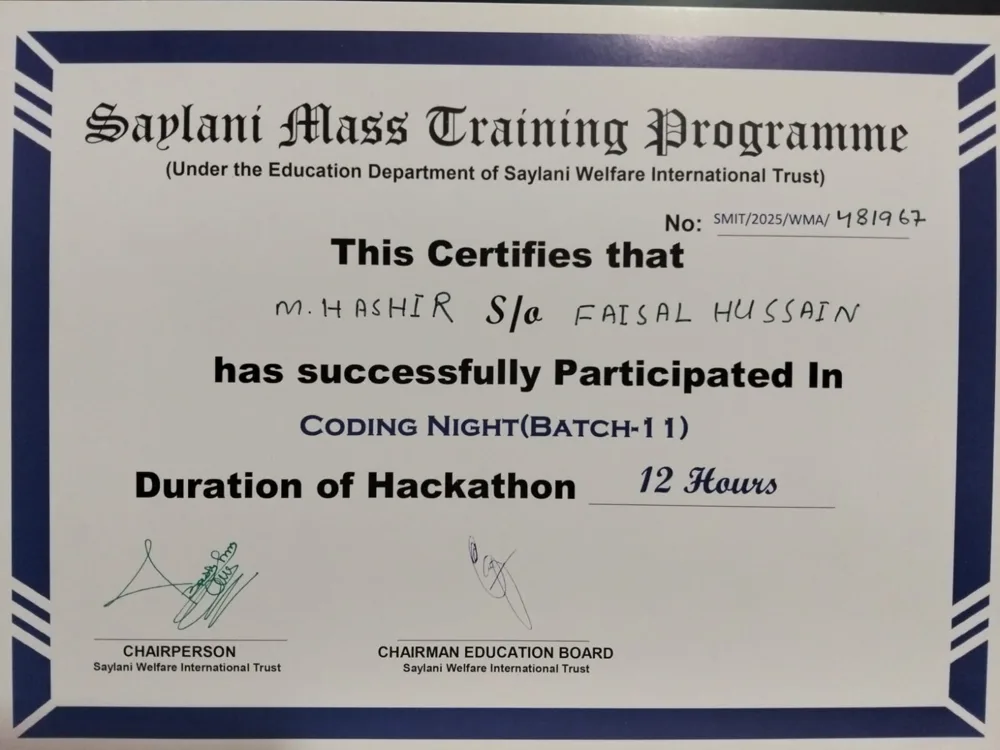 Saylani Mass Training Programme
(Under the Education Department of Saylani Welfare International Trust)
No: SMIT/2025/WMA/ 481967
This Certifies that
M. HASHIR S/o FAISAL HUSSAIN
has successfully Participated In
CODING NIGHT(BATCH-11)
Duration of Hackathon 12 Hours
CHAIRPERSON
Saylani Welfare International Trust
CHAIRMAN EDUCATION BOARD
Saylani Welfare International Trust